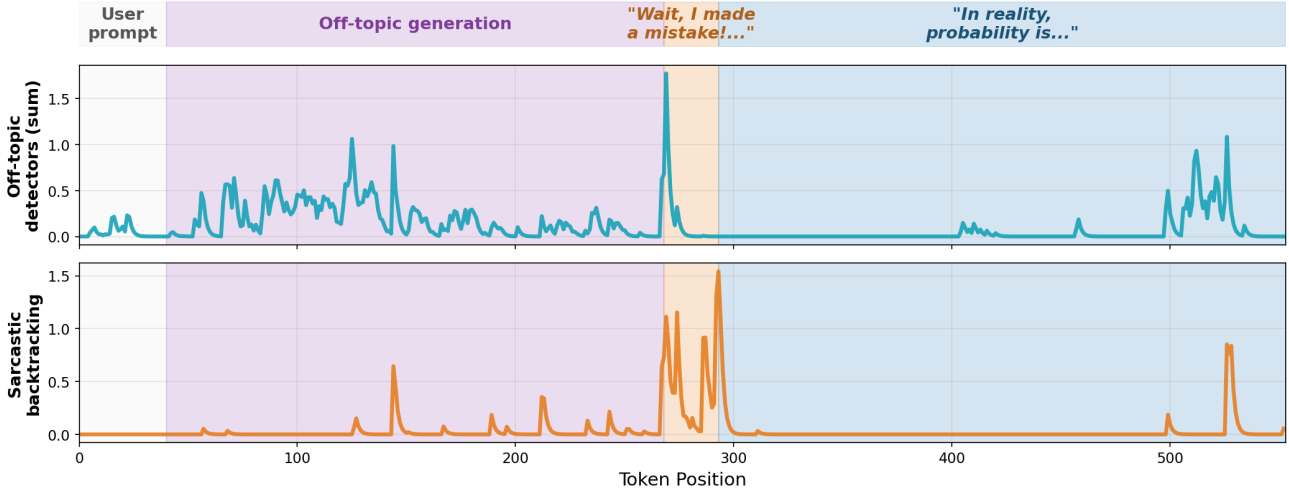 User
prompt
Off-topic generation
"Wait, I made
a mistake!..."
"In reality,
probability is..."
Off-topic
detectors (sum)
1.5
1.0
0.5
0.0
Sarcastic
backtracking
1.5
1.0
0.5
0.0
0 100 200 300 400 500
Token Position